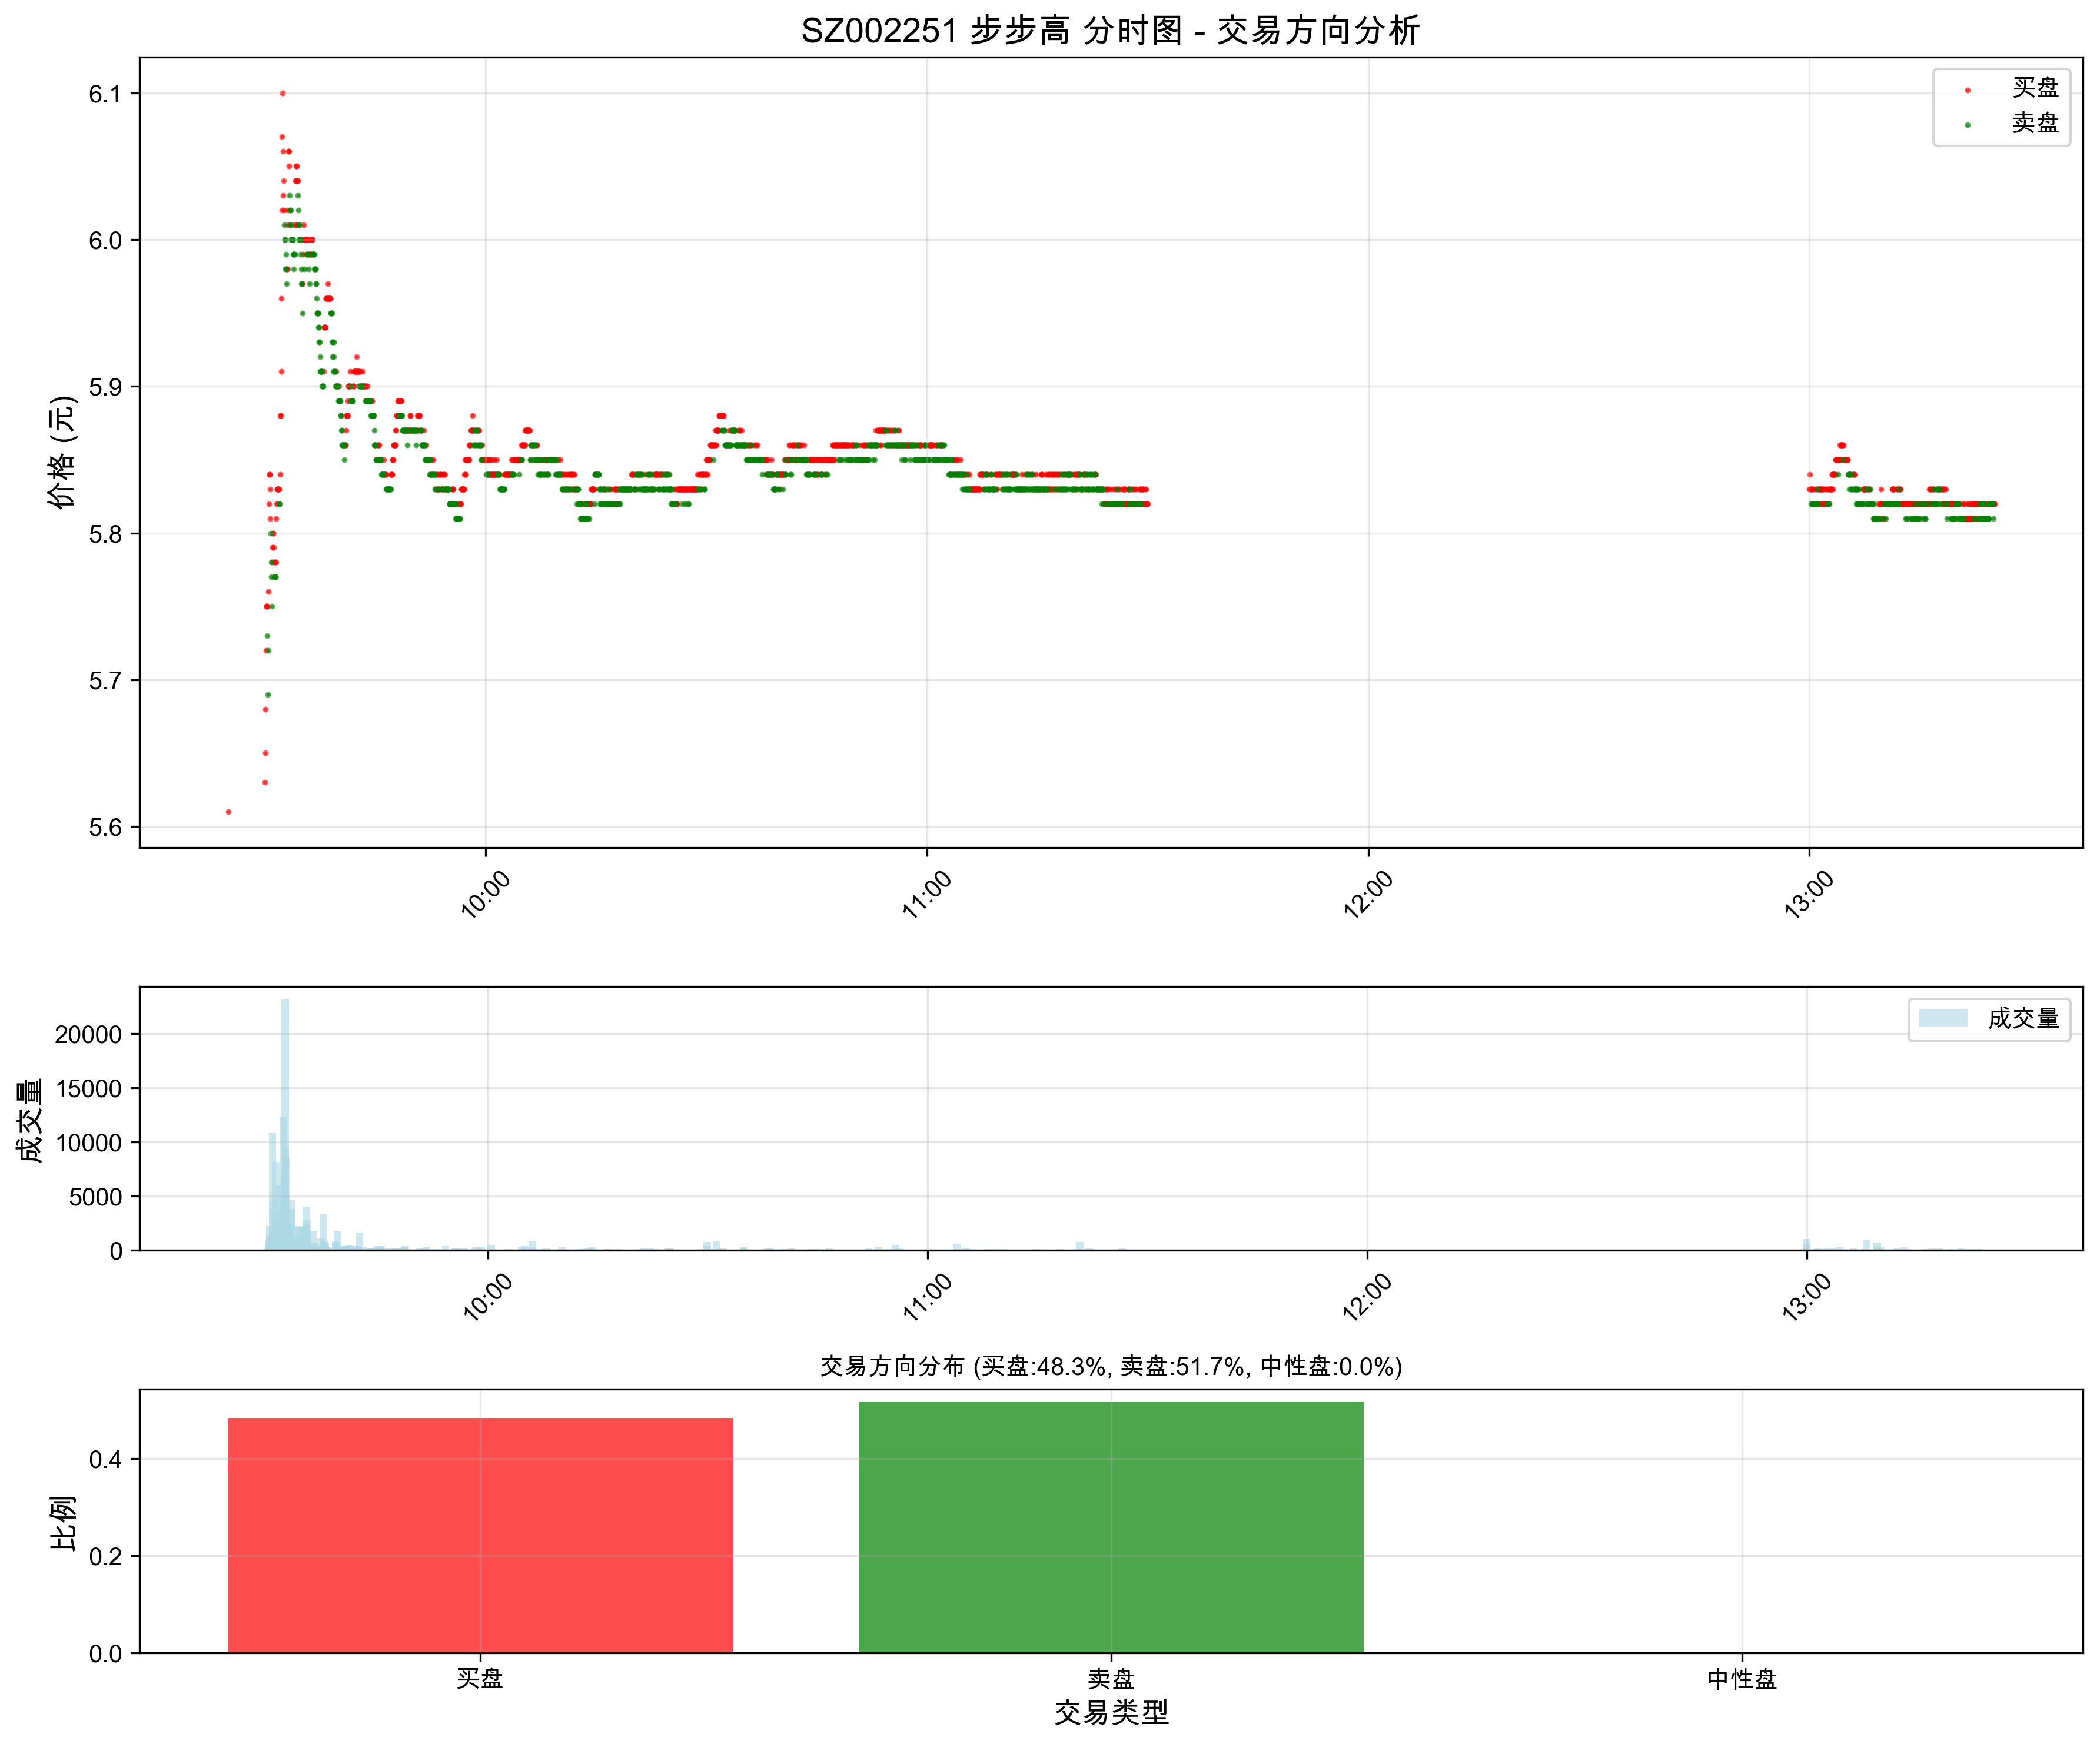 SZ002251 步步高 分时图 - 交易方向分析
买盘
卖盘
价格 (元)
6.1
6.0
5.9
5.8
5.7
5.6
10:00
11:00
12:00
13:00
成交量
成交量
20000
15000
10000
5000
0
10:00
11:00
12:00
13:00
交易方向分布 (买盘:48.3%, 卖盘:51.7%, 中性盘:0.0%)
比例
0.4
0.2
0.0
买盘
卖盘
中性盘
交易类型